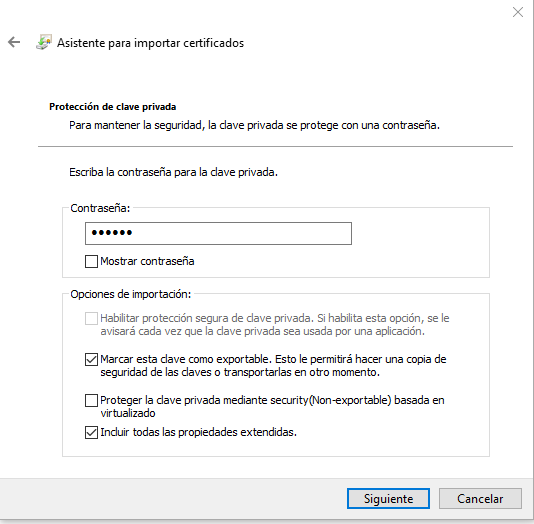 Asistente para importar certificados
Protección de clave privada
Para mantener la seguridad, la clave privada se protege con una contraseña.
Escriba la contraseña para la clave privada.
Contraseña:
••••••
Mostrar contraseña
Opciones de importación:
Habilitar protección segura de clave privada. Si habilita esta opción, se le
avisará cada vez que la clave privada sea usada por una aplicación.
Marcar esta clave como exportable. Esto le permitirá hacer una copia de
seguridad de las claves o transportarlas en otro momento.
Proteger la clave privada mediante security(Non-exportable) basada en
virtualizado
Incluir todas las propiedades extendidas.
Siguiente
Cancelar